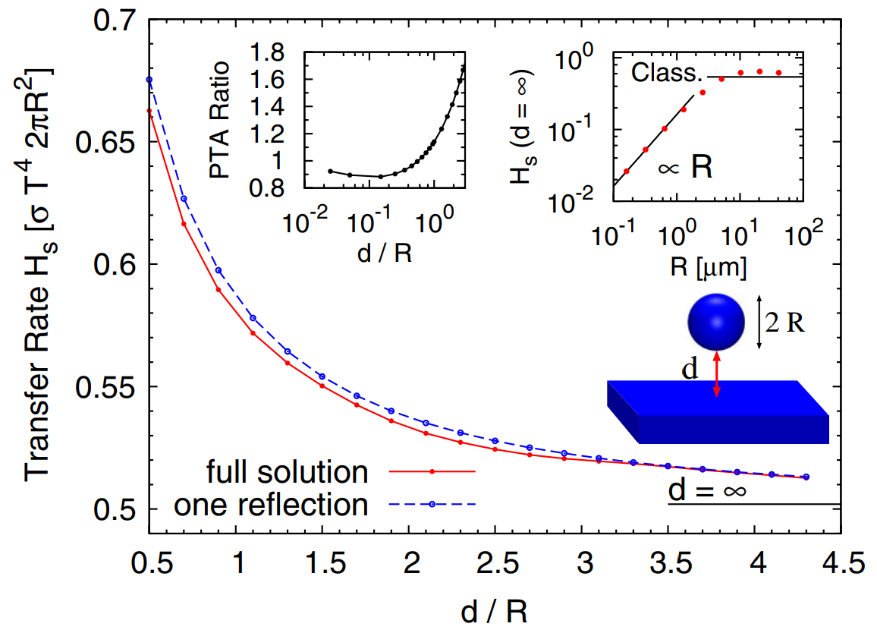 0.7
0.65
0.6
0.55
0.5
Transfer Rate H_s [σ T^4 2πR^2]
0.5 1 1.5 2 2.5 3 3.5 4 4.5
d / R
full solution
one reflection
d = ∞
1.8
1.6
1.4
1.2
1
0.8
PTA Ratio
10^-2 10^-1 10^0
d / R
10^0
10^-1
10^-2
H_s (d = ∞)
Class.
∝ R
10^-1 10^0 10^1 10^2
R [μm]
2 R
d